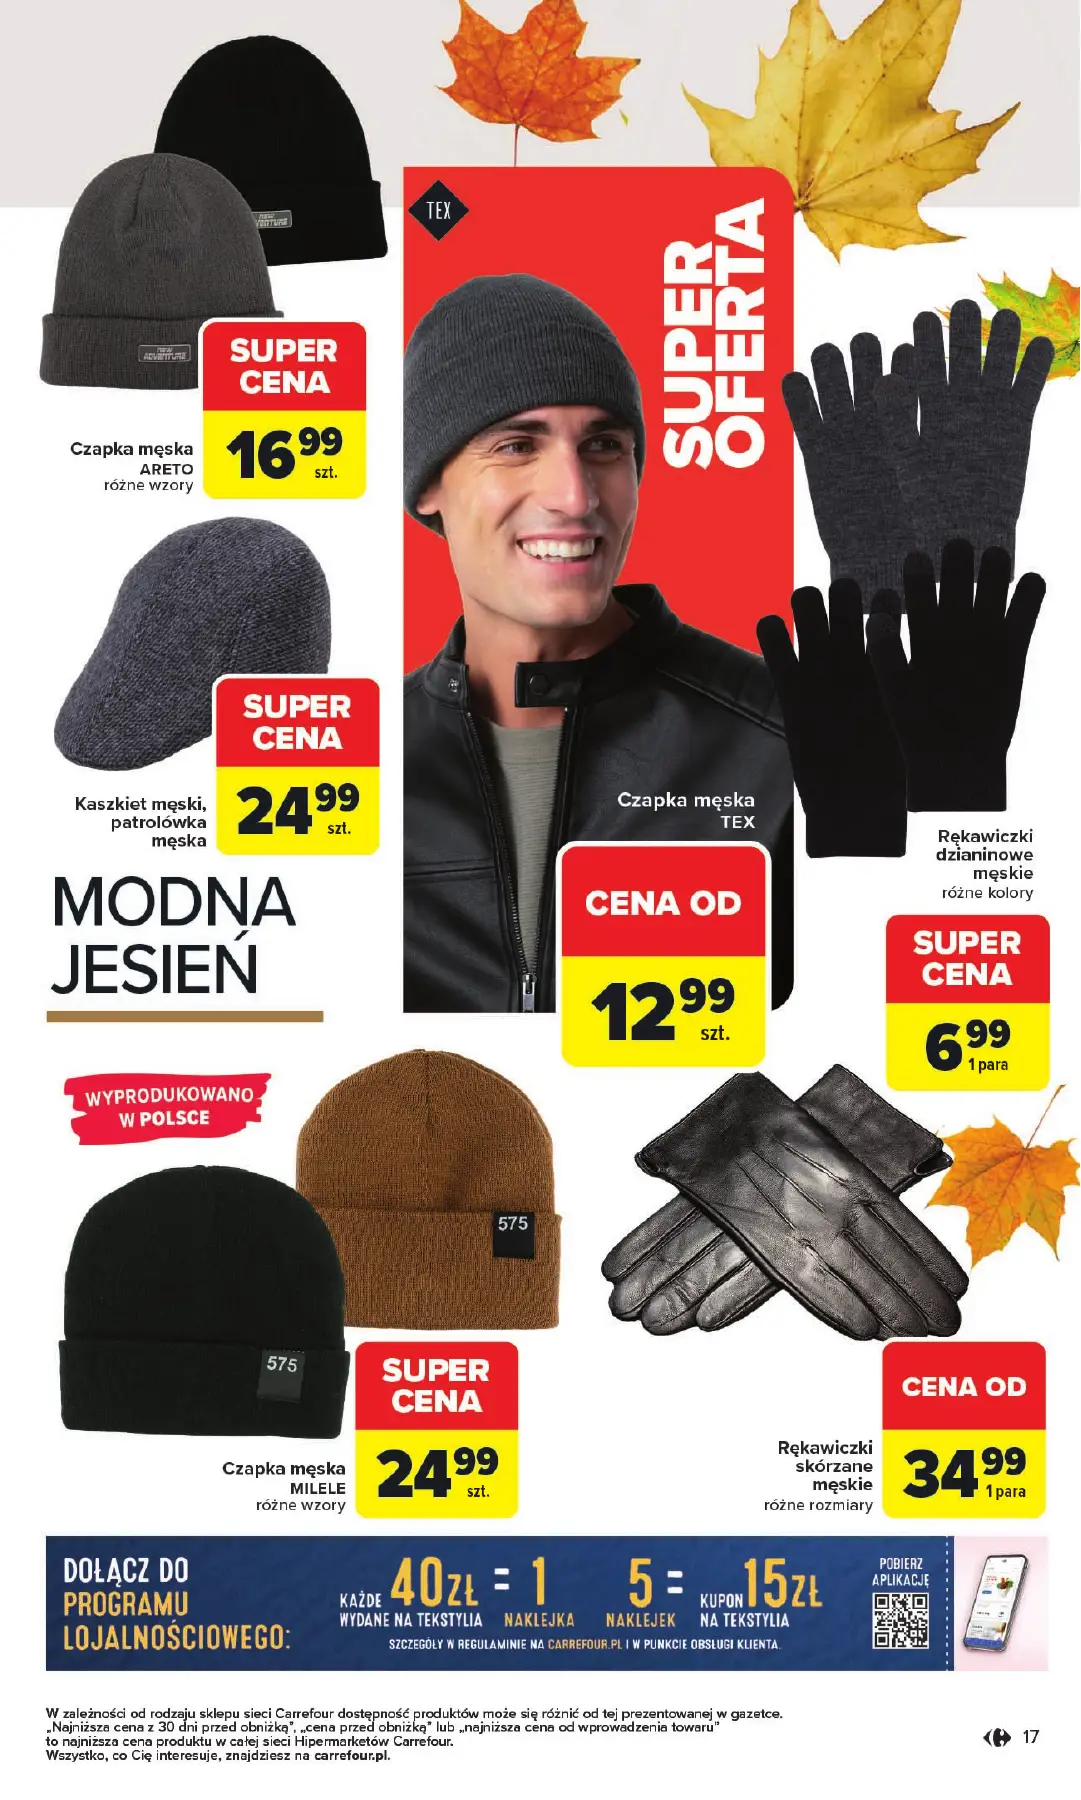 TEX
SUPER
OFERTA
NEW
ADVENTURE
NEW
ADVENTURE
SUPER
CENA
16 99
szt.
Czapka męska
ARETO
różne wzory
SUPER
CENA
24 99
szt.
Kaszkiet męski,
patrolówka
męska
MODNA
JESIEŃ
Czapka męska
TEX
CENA OD
12 99
szt.
Rękawiczki
dzianinowe
męskie
różne kolory
SUPER
CENA
6 99
1 para
WYPRODUKOWANO
W POLSCE
575
575
SUPER
CENA
24 99
szt.
Czapka męska
MILELE
różne wzory
CENA OD
34 99
1 para
Rękawiczki
skórzane
męskie
różne rozmiary
DOŁĄCZ DO
PROGRAMU
LOJALNOŚCIOWEGO:
KAŻDE 40ZŁ = 1
WYDANE NA TEKSTYLIA NAKLEJKA
5 = KUPON 15ZŁ
NAKLEJEK NA TEKSTYLIA
SZCZEGÓŁY W REGULAMINIE NA CARREFOUR.PL I W PUNKCIE OBSŁUGI KLIENTA.
POBIERZ
APLIKACJĘ
W zależności od rodzaju sklepu sieci Carrefour dostępność produktów może się różnić od tej prezentowanej w gazetce.
„Najniższa cena z 30 dni przed obniżką”, „cena przed obniżką” lub „najniższa cena od wprowadzenia towaru”
to najniższa cena produktu w całej sieci Hipermarketów Carrefour.
Wszystko, co Cię interesuje, znajdziesz na carrefour.pl.
17